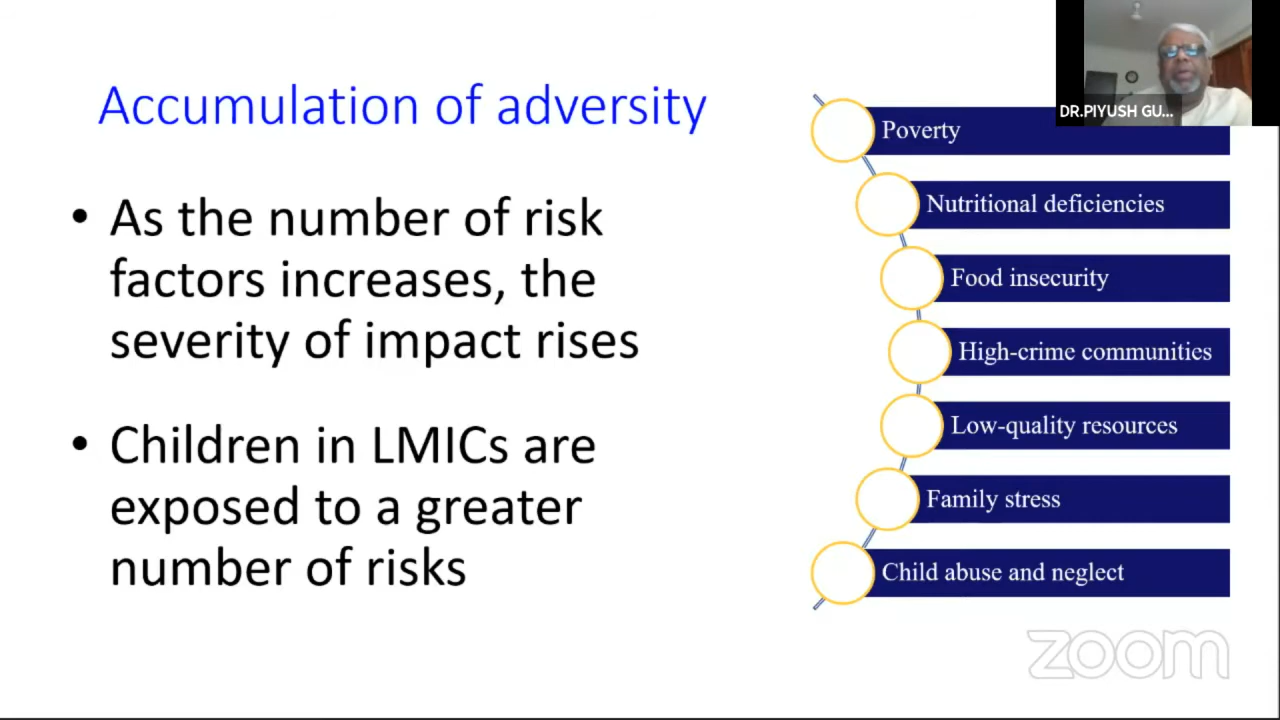 Accumulation of adversity
• As the number of risk
factors increases, the
severity of impact rises
• Children in LMICs are
exposed to a greater
number of risks
DR.PIYUSH GU...
Poverty
Nutritional deficiencies
Food insecurity
High-crime communities
Low-quality resources
Family stress
Child abuse and neglect
zoom